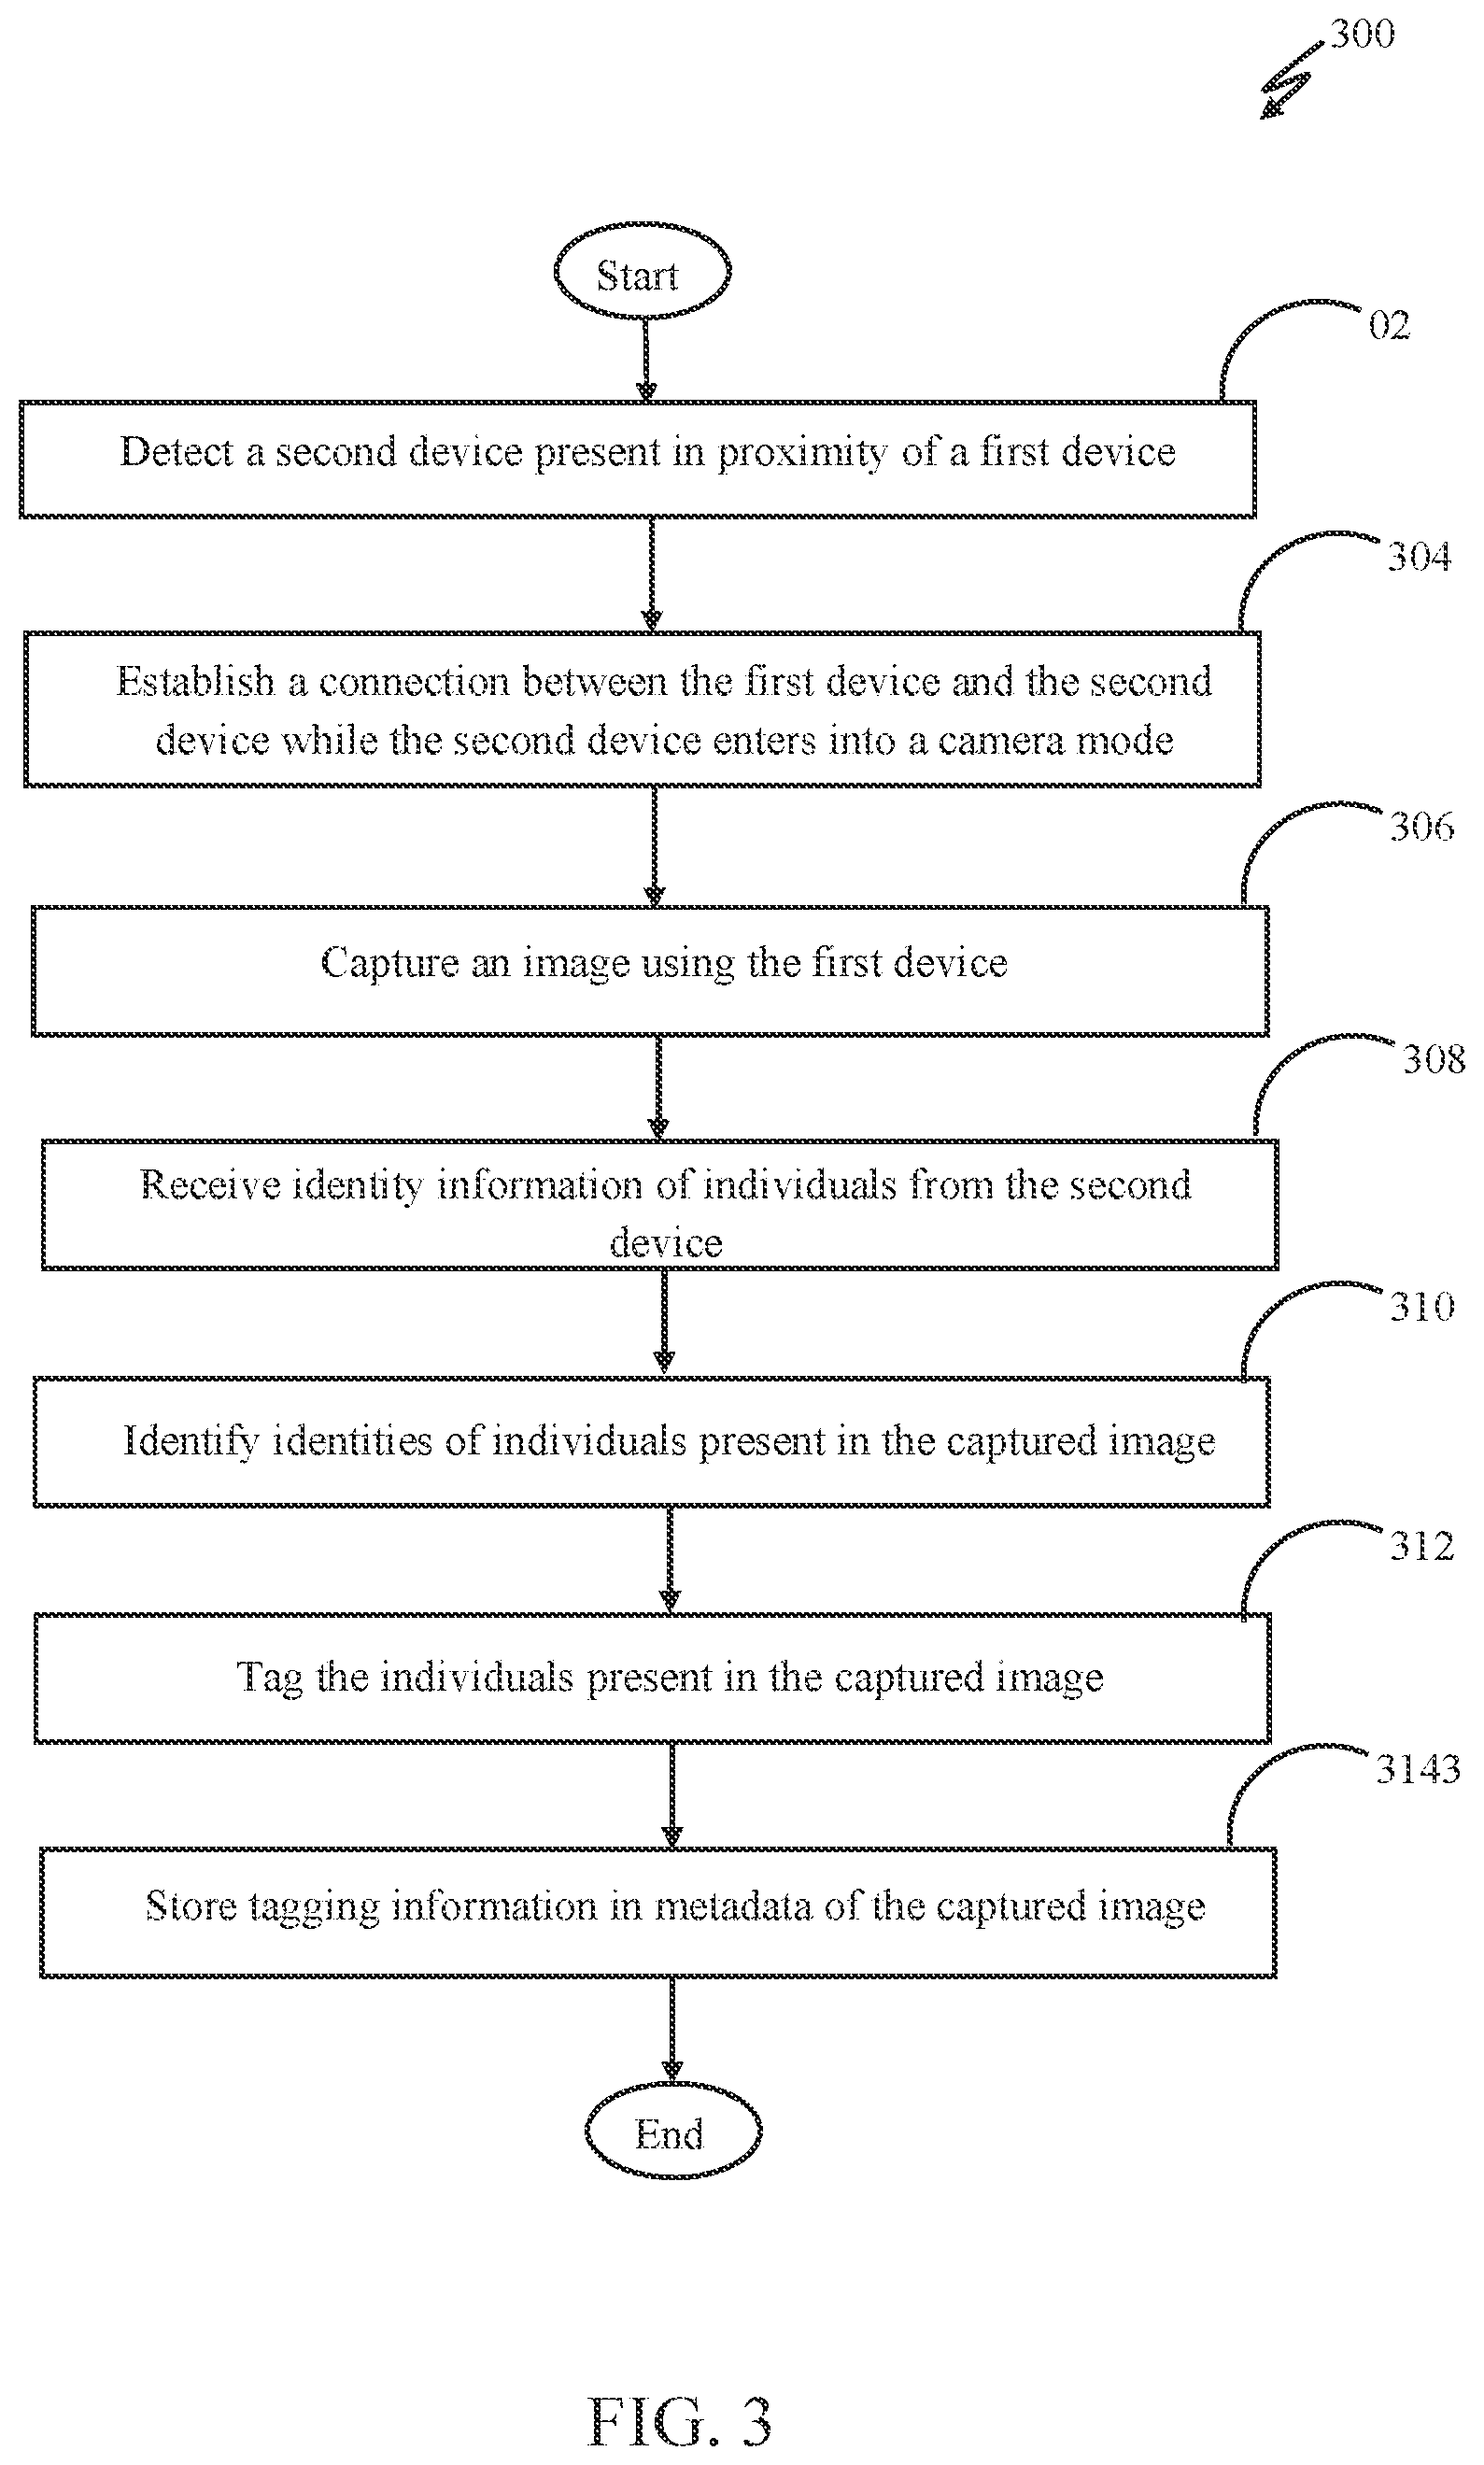 300
Start
02
Detect a second device present in proximity of a first device
304
Establish a connection between the first device and the second
device while the second device enters into a camera mode
306
Capture an image using the first device
308
Receive identity information of individuals from the second
device
310
Identify identities of individuals present in the captured image
312
Tag the individuals present in the captured image
3143
Store tagging information in metadata of the captured image
End
FIG. 3